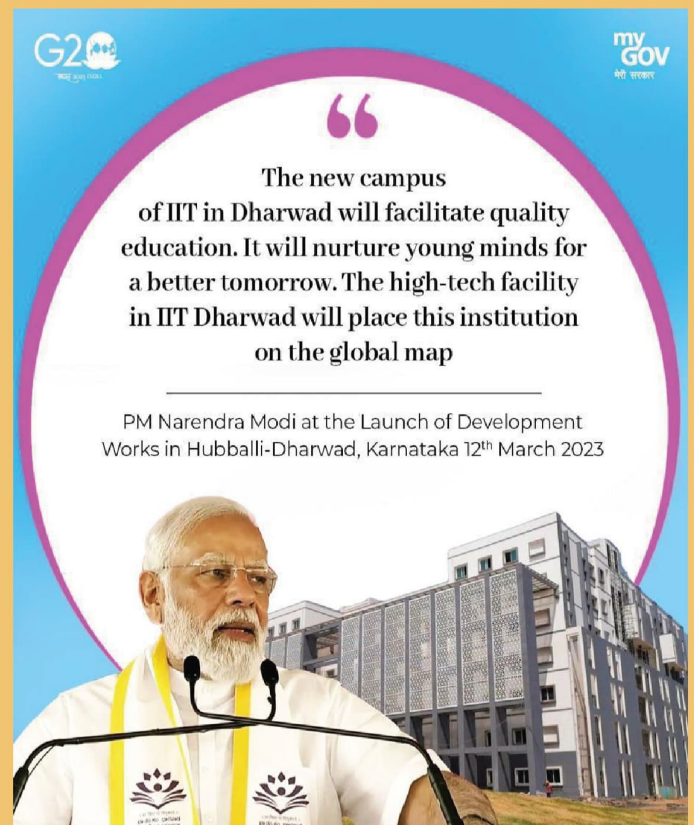 G20
my
GOV
मेरी सरकार
“
The new campus
of IIT in Dharwad will facilitate quality
education. It will nurture young minds for
a better tomorrow. The high-tech facility
in IIT Dharwad will place this institution
on the global map
PM Narendra Modi at the Launch of Development
Works in Hubballi-Dharwad, Karnataka 12th March 2023